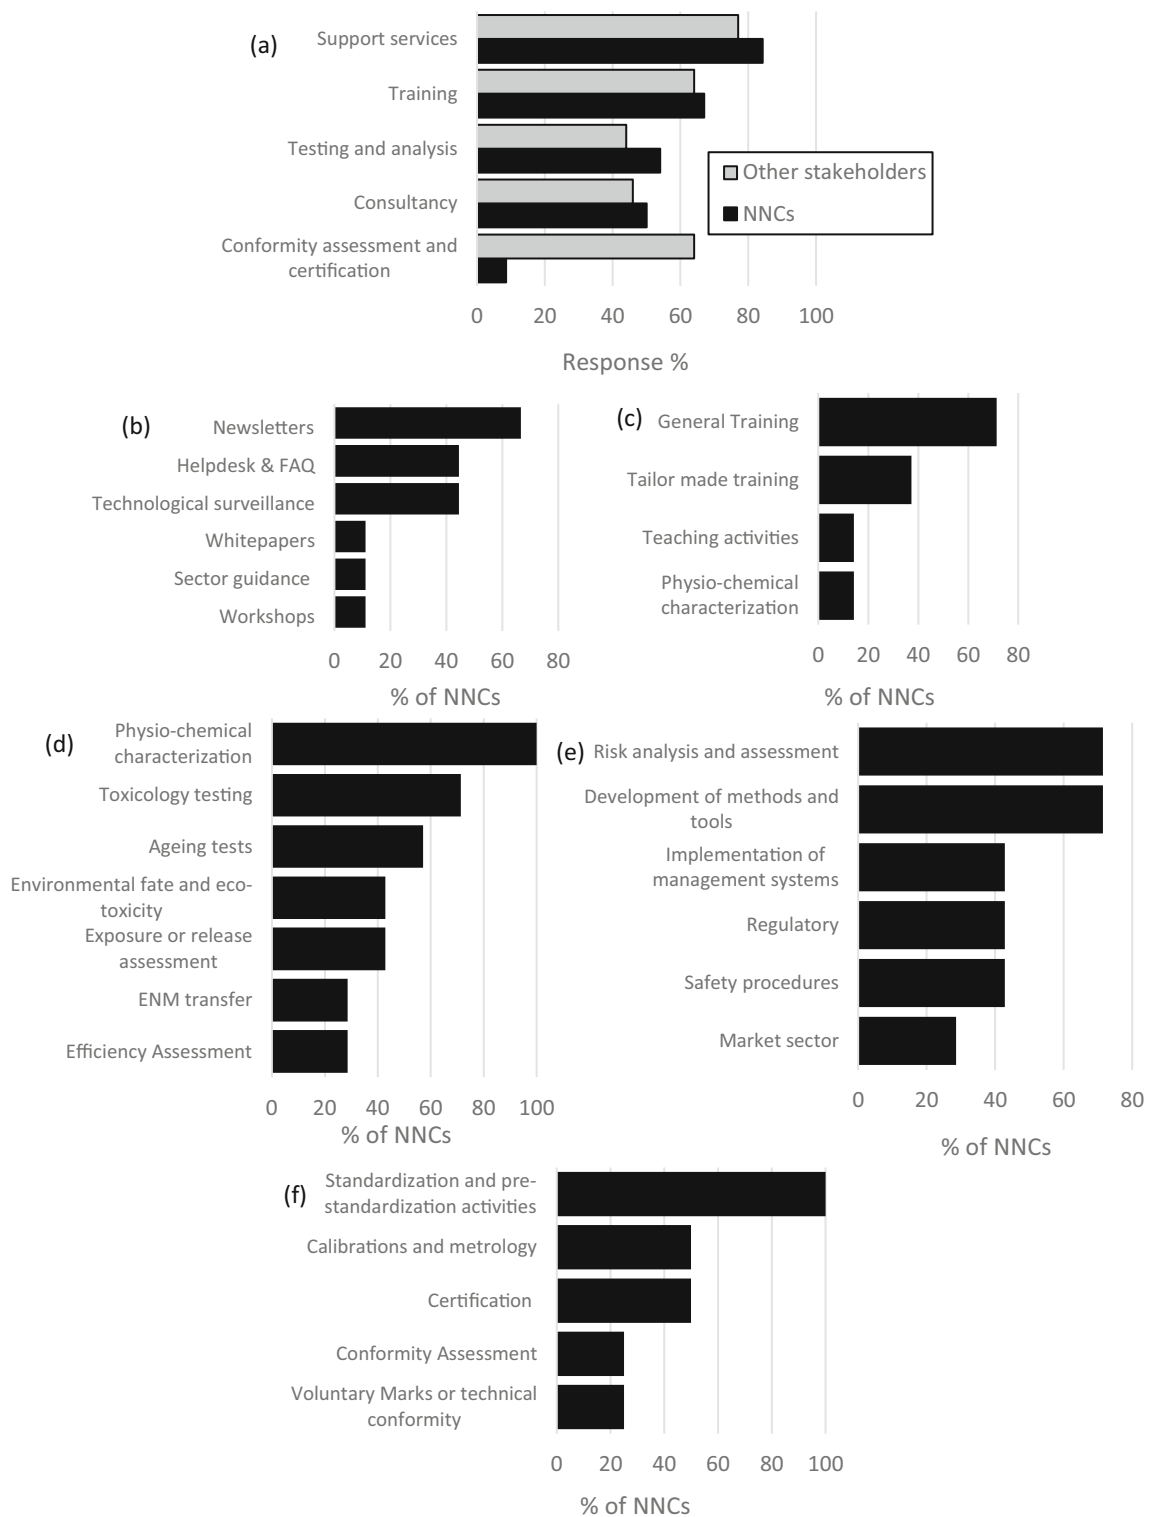 (a)
Support services
Training
Testing and analysis
Consultancy
Conformity assessment and
certification
Other stakeholders
NNCs
0 20 40 60 80 100
Response %
(b)
Newsletters
Helpdesk & FAQ
Technological surveillance
Whitepapers
Sector guidance
Workshops
0 20 40 60 80
% of NNCs
(c)
General Training
Tailor made training
Teaching activities
Physio-chemical
characterization
0 20 40 60 80
% of NNCs
(d)
Physio-chemical
characterization
Toxicology testing
Ageing tests
Environmental fate and eco-
toxicity
Exposure or release
assessment
ENM transfer
Efficiency Assessment
0 20 40 60 80 100
% of NNCs
(e)
Risk analysis and assessment
Development of methods and
tools
Implementation of
management systems
Regulatory
Safety procedures
Market sector
0 20 40 60 80
% of NNCs
(f)
Standardization and pre-
standardization activities
Calibrations and metrology
Certification
Conformity Assessment
Voluntary Marks or technical
conformity
0 20 40 60 80 100
% of NNCs